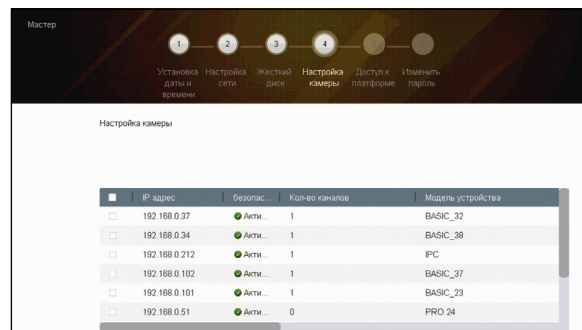 Мастер
1 2 3 4
Установка даты и времени
Настройка сети
Жесткий диск
Настройка камеры
Доступ к платформе
Изменить пароль
Настройка камеры
IP адрес безопас... Кол-во каналов Модель устройства
192.168.0.37 Акти... 1 BASIC_32
192.168.0.34 Акти... 1 BASIC_38
192.168.0.212 Акти... 1 IPC
192.168.0.102 Акти... 1 BASIC_37
192.168.0.101 Акти... 1 BASIC_23
192.168.0.51 Акти... 0 PRO 24